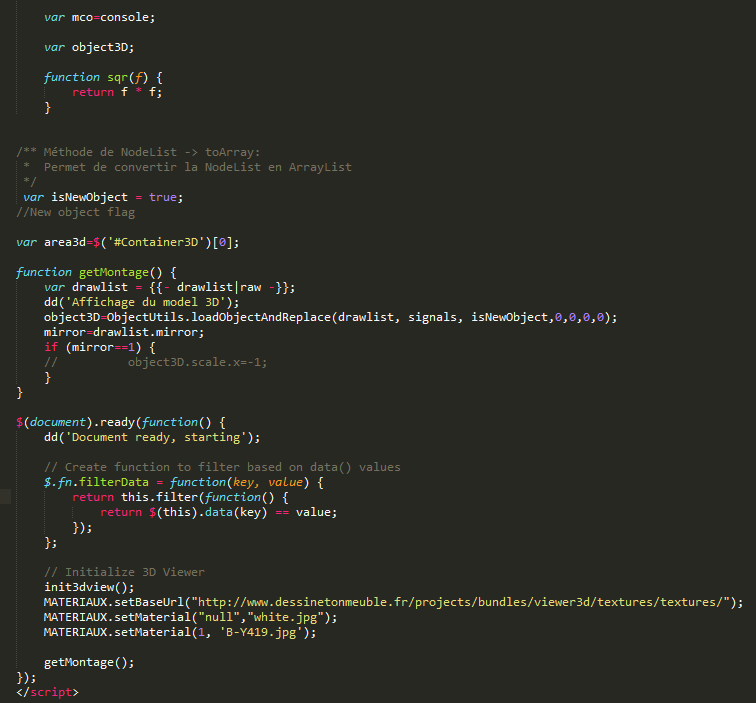 var mco=console;
var object3D;
function sqr(f) {
return f * f;
}
/** Méthode de NodeList -> toArray:
*  Permet de convertir la NodeList en ArrayList
*/
var isNewObject = true;
//New object flag
var area3d=$('#Container3D')[0];
function getMontage() {
var drawlist = {{- drawlist|raw -}};
dd('Affichage du model 3D');
object3D=ObjectUtils.loadObjectAndReplace(drawlist, signals, isNewObject,0,0,0,0);
mirror=drawlist.mirror;
if (mirror==1) {
//          object3D.scale.x=-1;
}
}
$(document).ready(function() {
dd('Document ready, starting');
// Create function to filter based on data() values
$.fn.filterData = function(key, value) {
return this.filter(function() {
return $(this).data(key) == value;
});
};
// Initialize 3D Viewer
init3dview();
MATERIAUX.setBaseUrl("http://www.dessinetonmeuble.fr/projects/bundles/viewer3d/textures/textures/");
MATERIAUX.setMaterial("null","white.jpg");
MATERIAUX.setMaterial(1, 'B-Y419.jpg');
getMontage();
});
</script>